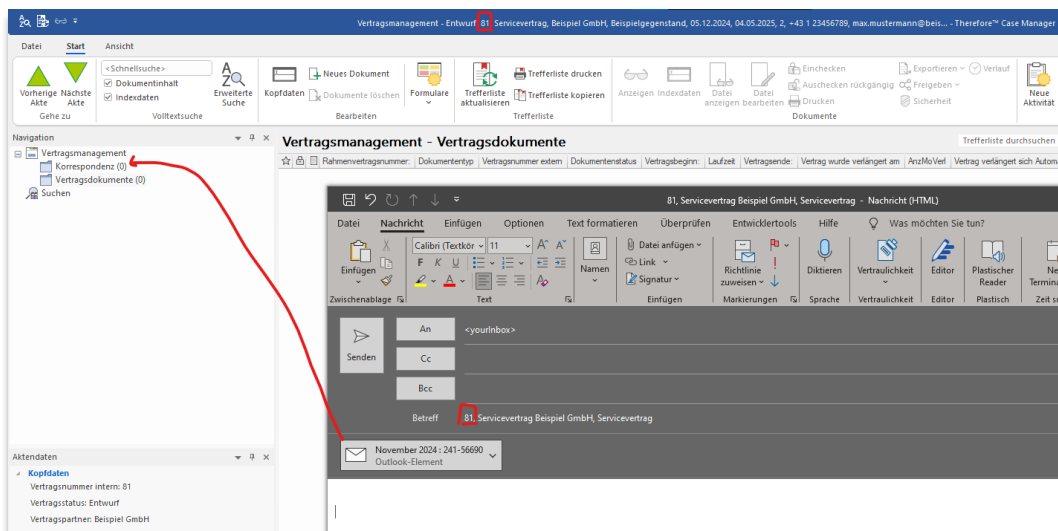 Vertragsmanagement - Entwurf, 81, Servicevertrag, Beispiel GmbH, Beispielgegenstand, 05.12.2024, 04.05.2025, 2, +43 1 23456789, max.mustermann@beis... - Therefore™ Case Manager
Datei Start Ansicht
Vorherige Akte
Nächste Akte
Gehe zu
<Schnellsuche>
Dokumentinhalt
Indexdaten
Erweiterte Suche
Volltextsuche
Kopfdaten
Neues Dokument
Dokumente löschen
Formulare
Bearbeiten
Trefferliste aktualisieren
Trefferliste drucken
Trefferliste kopieren
Trefferliste
Anzeigen
Indexdaten
Datei anzeigen
Datei bearbeiten
Einchecken
Auschecken rückgängig
Drucken
Exportieren
Freigeben
Sicherheit
Verlauf
Dokumente
Neue Aktivität
Navigation
Vertragsmanagement
Korrespondenz (0)
Vertragsdokumente (0)
Suchen
Vertragsmanagement - Vertragsdokumente
Trefferliste durchsuchen
Rahmenvertragsnummer: Dokumententyp Vertragsnummer extern Dokumentenstatus Vertragsbeginn: Laufzeit Vertragsende: Vertrag wurde verlängert am AnzMoVerl Vertrag verlängert sich Autom
81, Servicevertrag Beispiel GmbH, Servicevertrag - Nachricht (HTML)
Datei Nachricht Einfügen Optionen Text formatieren Überprüfen Entwicklertools Hilfe Was möchten Sie tun?
Einfügen
Zwischenablage
Calibri (Textkör 11
F K U
Text
Namen
Datei anfügen
Link
Signatur
Einfügen
Richtlinie zuweisen
Markierungen
Diktieren
Sprache
Vertraulichkeit
Vertraulichkeit
Editor
Editor
Plastischer Reader
Plastisch
Senden
An <yourInbox>
Cc
Bcc
Betreff 81, Servicevertrag Beispiel GmbH, Servicevertrag
November 2024 : 241-56690
Outlook-Element
Aktendaten
Kopfdaten
Vertragsnummer intern: 81
Vertragsstatus: Entwurf
Vertragspartner: Beispiel GmbH